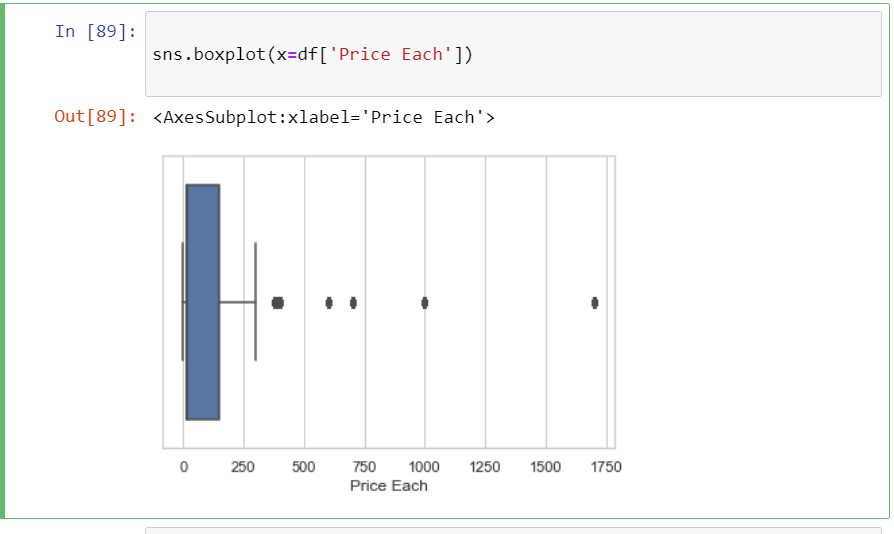 In [89]:
sns.boxplot(x=df['Price Each'])
Out[89]: <AxesSubplot:xlabel='Price Each'>
0 250 500 750 1000 1250 1500 1750
Price Each